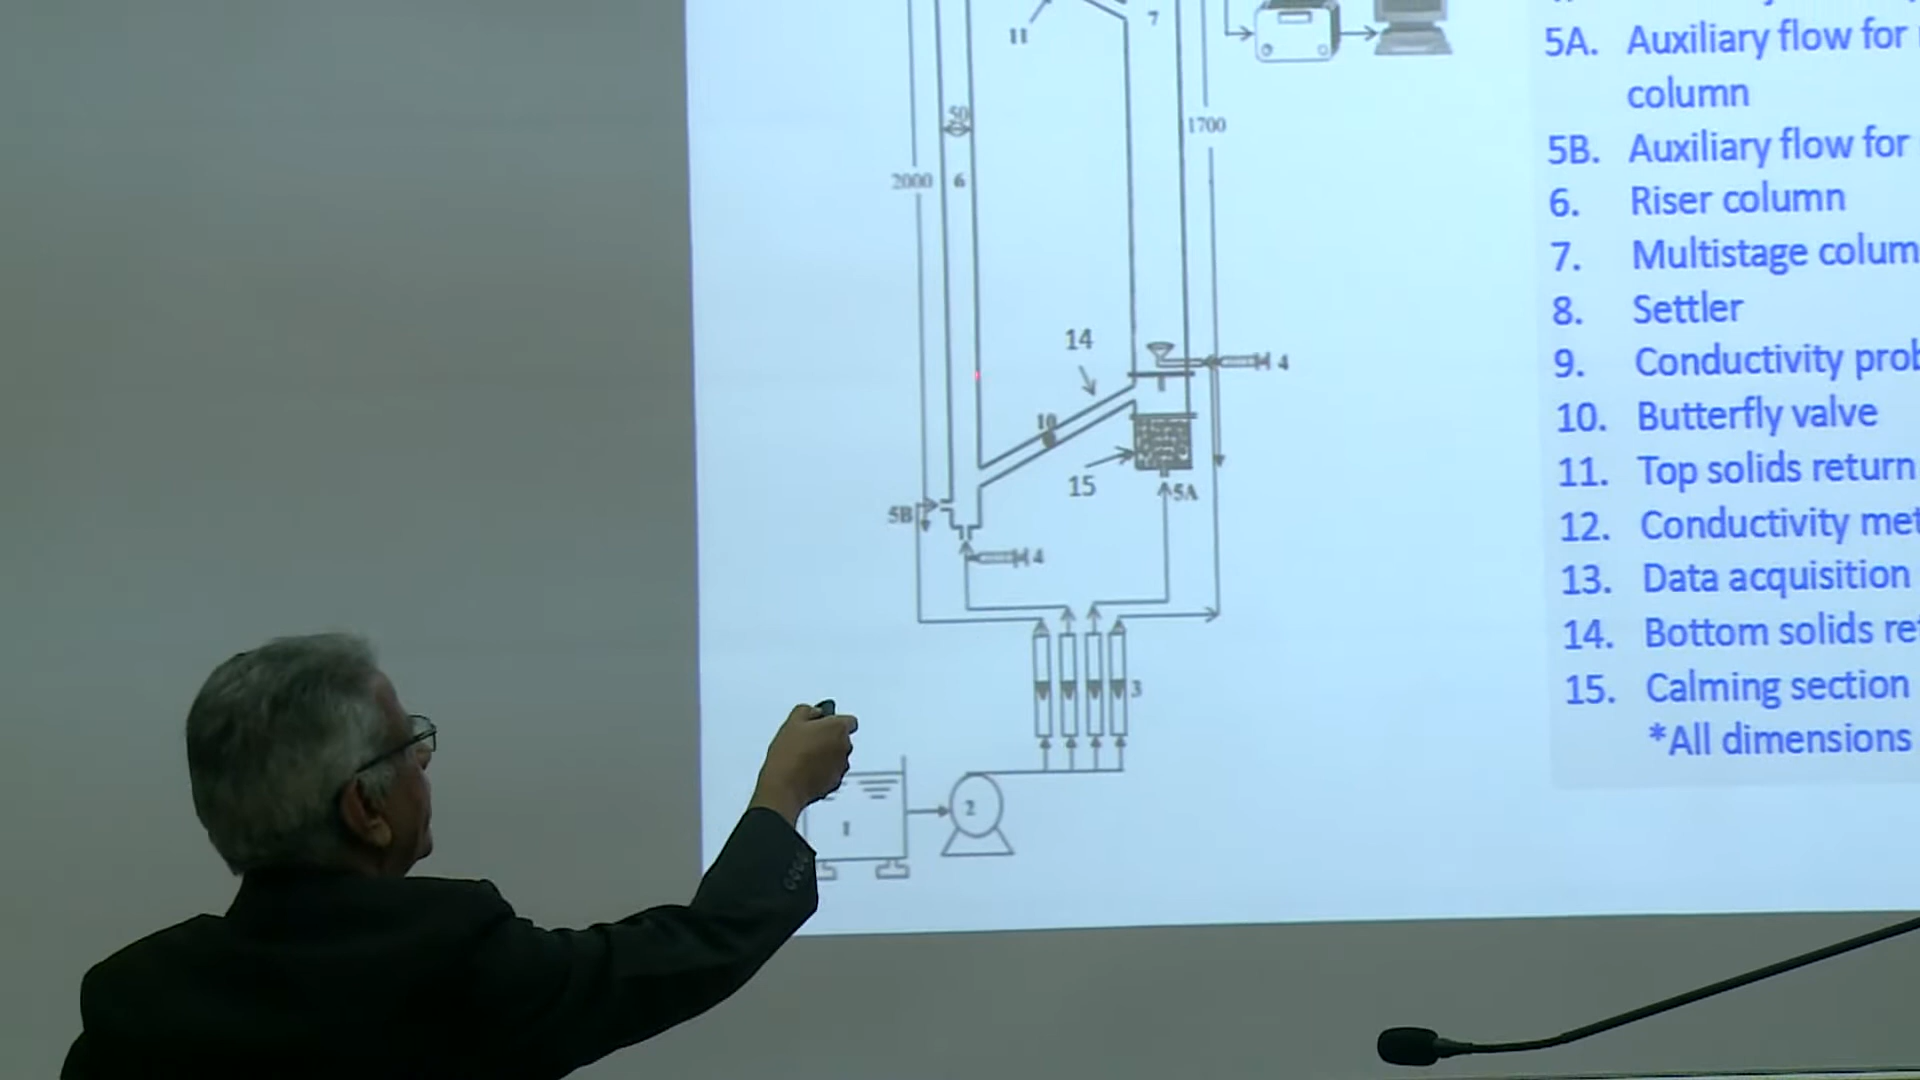 11
7
50
1700
2000
6
14
4
10
15
5A
5B
4
3
2
1
5A. Auxiliary flow for
column
5B. Auxiliary flow for
6. Riser column
7. Multistage colum
8. Settler
9. Conductivity prob
10. Butterfly valve
11. Top solids return
12. Conductivity met
13. Data acquisition
14. Bottom solids ret
15. Calming section
*All dimensions